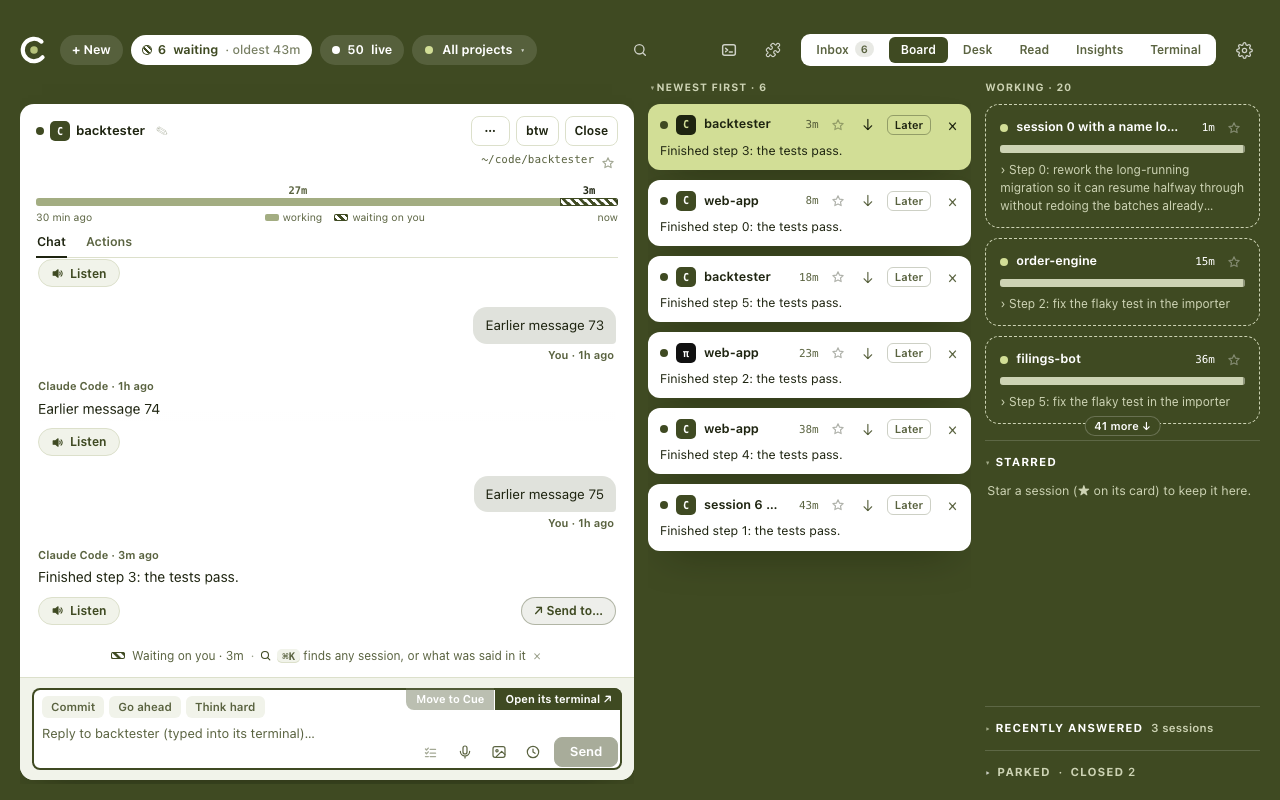 + New
6 waiting · oldest 43m
50 live
All projects
Inbox 6
Board
Desk
Read
Insights
Terminal
C backtester
···
btw
Close
~/code/backtester
27m
3m
30 min ago
working
waiting on you
now
Chat
Actions
Listen
Earlier message 73
You · 1h ago
Claude Code · 1h ago
Earlier message 74
Listen
Earlier message 75
You · 1h ago
Claude Code · 3m ago
Finished step 3: the tests pass.
Listen
↗ Send to...
Waiting on you · 3m · ⌘K finds any session, or what was said in it ×
Commit
Go ahead
Think hard
Move to Cue
Open its terminal ↗
Reply to backtester (typed into its terminal)...
Send
NEWEST FIRST · 6
C backtester 3m ↓ Later ×
Finished step 3: the tests pass.
C web-app 8m ↓ Later ×
Finished step 0: the tests pass.
C backtester 18m ↓ Later ×
Finished step 5: the tests pass.
π web-app 23m ↓ Later ×
Finished step 2: the tests pass.
C web-app 38m ↓ Later ×
Finished step 4: the tests pass.
C session 6 ... 43m ↓ Later ×
Finished step 1: the tests pass.
WORKING · 20
session 0 with a name lo... 1m
› Step 0: rework the long-running
migration so it can resume halfway through
without redoing the batches already...
order-engine 15m
› Step 2: fix the flaky test in the importer
filings-bot 36m
› Step 5: fix the flaky test in the importer
41 more ↓
STARRED
Star a session (★ on its card) to keep it here.
RECENTLY ANSWERED 3 sessions
PARKED · CLOSED 2